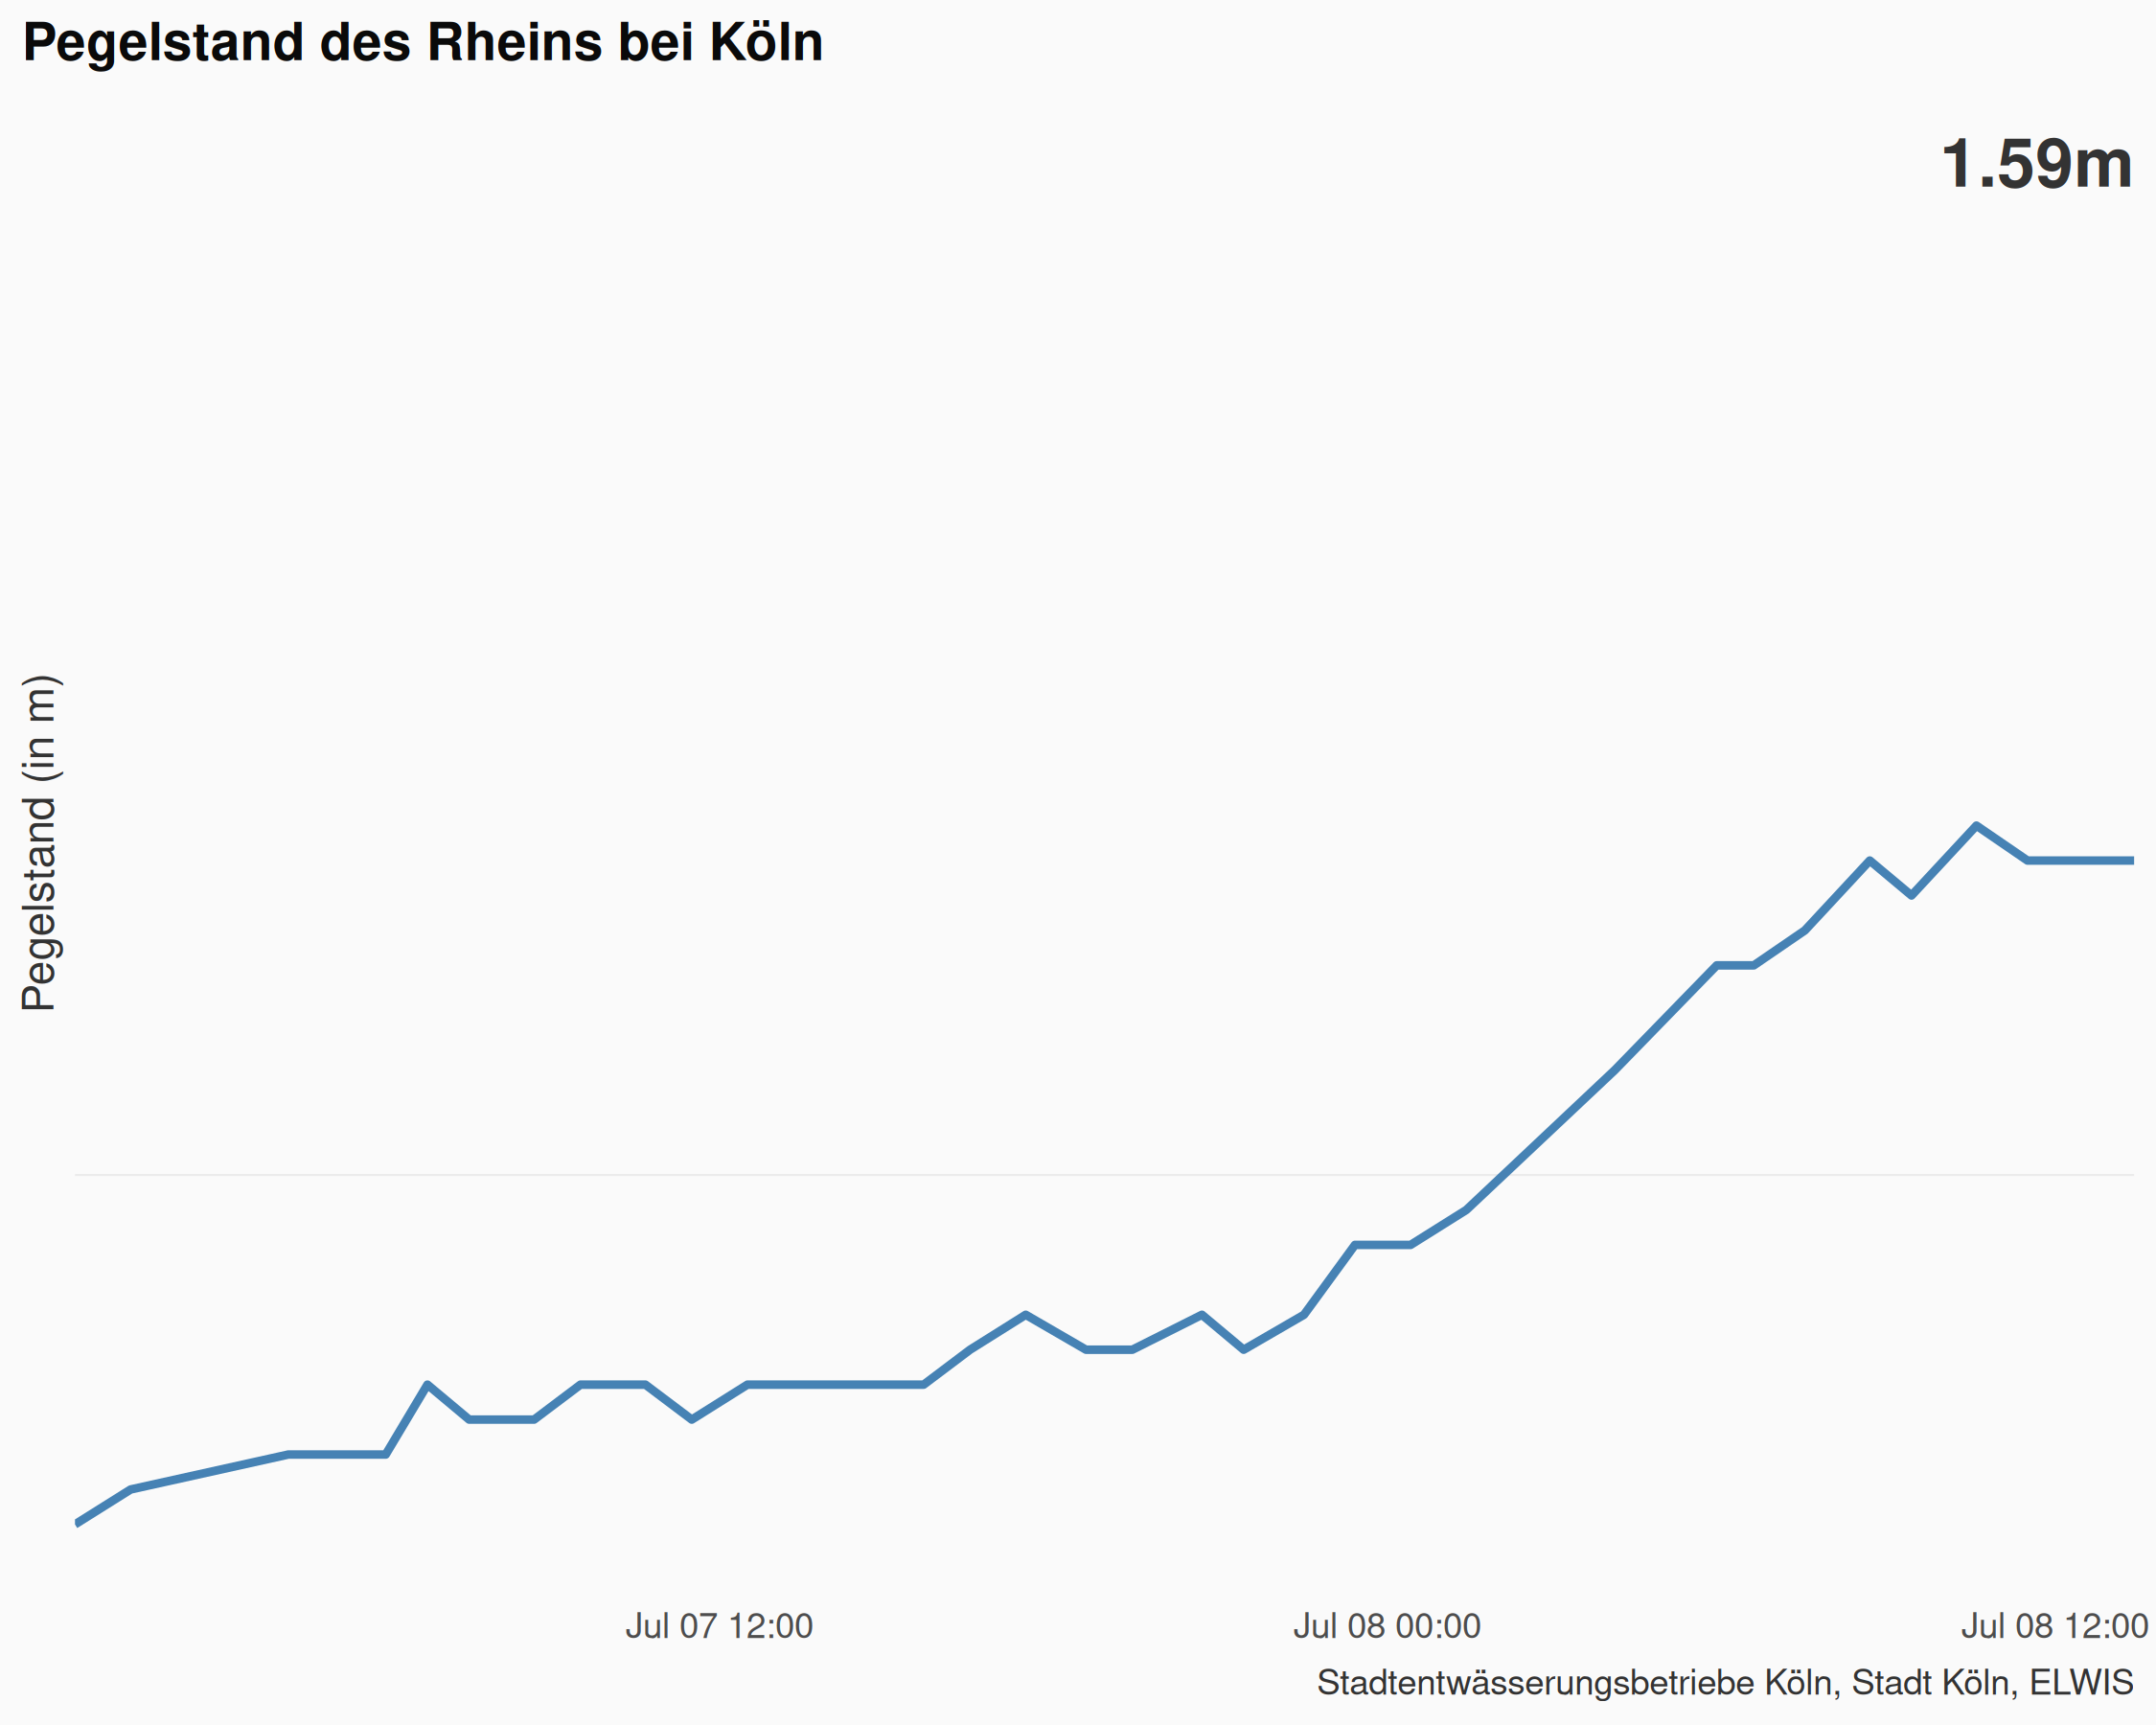 Pegelstand des Rheins bei Köln
1.59m
Pegelstand (in m)
Jul 07 12:00
Jul 08 00:00
Jul 08 12:00
Stadtentwässerungsbetriebe Köln, Stadt Köln, ELWIS